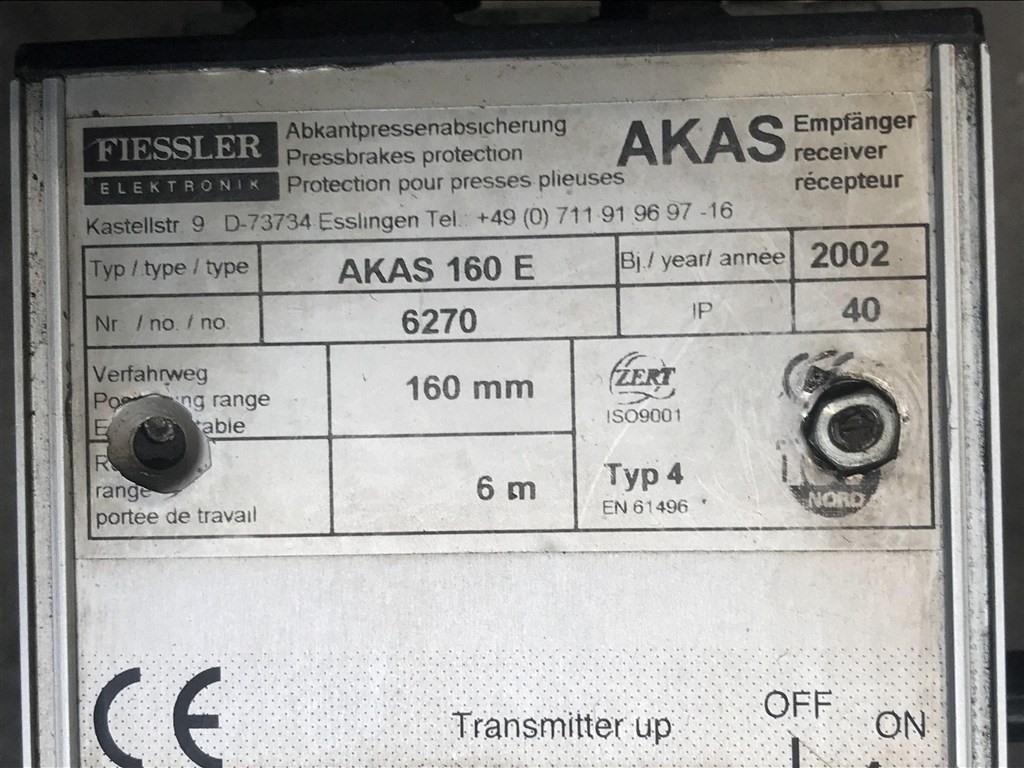 FIESSLER
ELEKTRONIK
Abkantpressenabsicherung
Pressbrakes protection
Protection pour presses plieuses
AKAS
Empfänger
receiver
récepteur
Kastellstr. 9 D-73734 Esslingen Tel.: +49 (0) 711-91 96 97 -16
Typ / type / type AKAS 160 E Bj./ year/ année 2002
Nr / no. / no. 6270 IP 40
Verfahrweg
range
160 mm
range
portée de travail
6 m
ZERT
ISO9001
Typ 4
EN 61496
NORD
CE
Transmitter up
OFF
ON